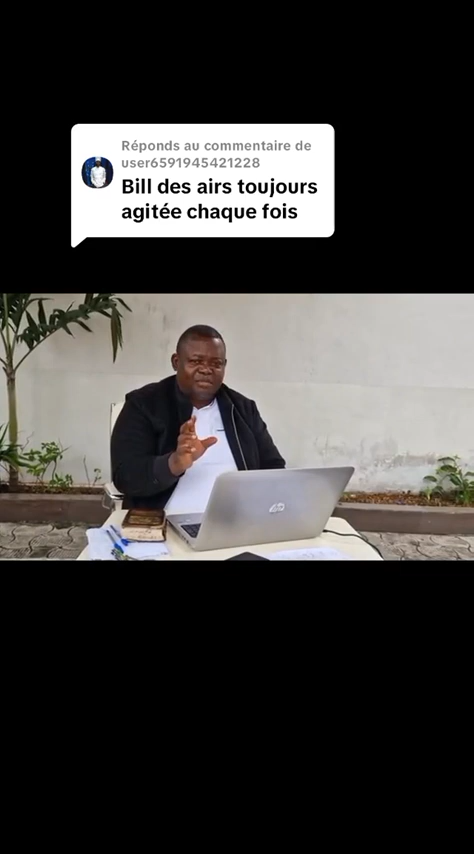 Réponds au commentaire de
user6591945421228
Bill des airs toujours
agitée chaque fois